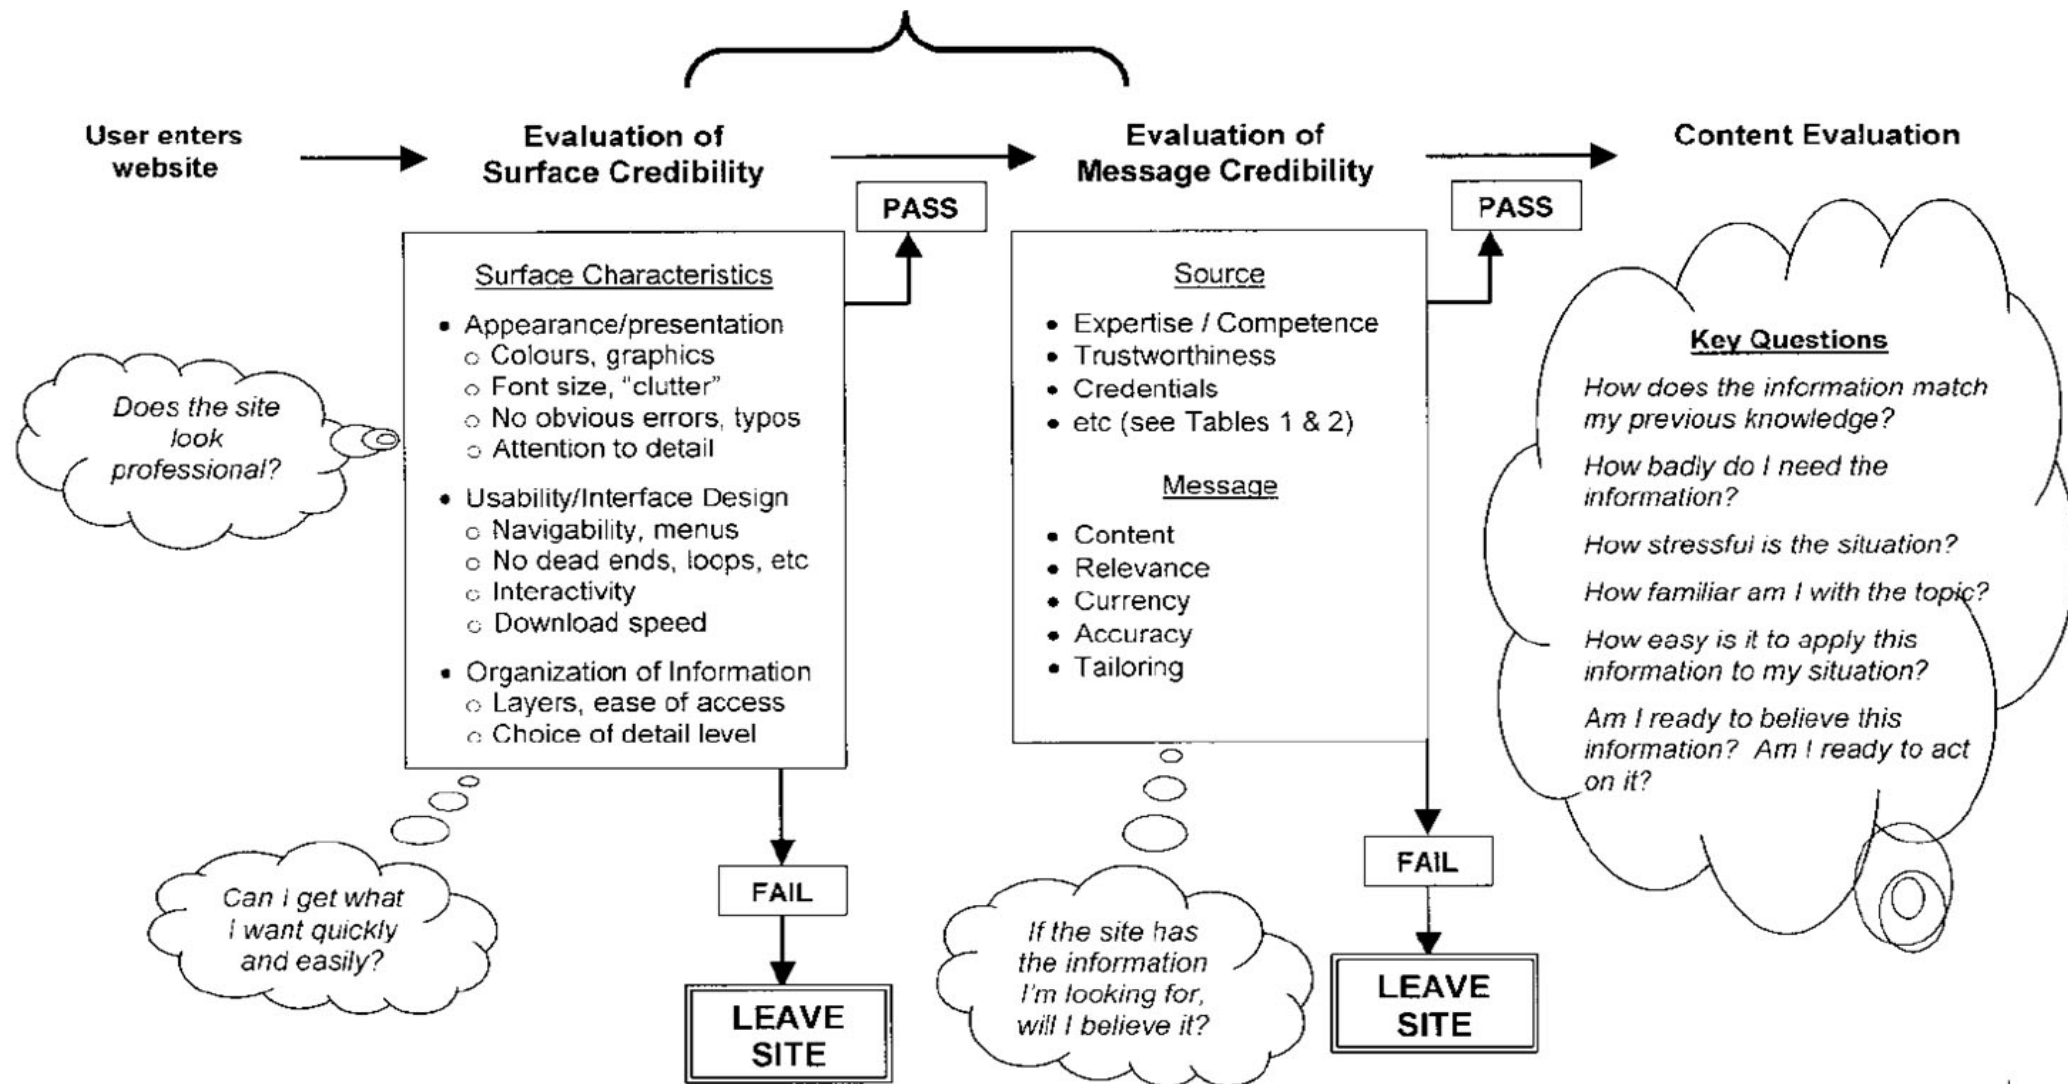 User enters
website
Evaluation of
Surface Credibility
PASS
Evaluation of
Message Credibility
PASS
Content Evaluation
Does the site
look
professional?
Surface Characteristics
• Appearance/presentation
○ Colours, graphics
○ Font size, “clutter”
○ No obvious errors, typos
○ Attention to detail
• Usability/Interface Design
○ Navigability, menus
○ No dead ends, loops, etc
○ Interactivity
○ Download speed
• Organization of Information
○ Layers, ease of access
○ Choice of detail level
Can I get what
I want quickly
and easily?
FAIL
LEAVE
SITE
Source
• Expertise / Competence
• Trustworthiness
• Credentials
• etc (see Tables 1 & 2)
Message
• Content
• Relevance
• Currency
• Accuracy
• Tailoring
If the site has
the information
I'm looking for,
will I believe it?
FAIL
LEAVE
SITE
Key Questions
How does the information match
my previous knowledge?
How badly do I need the
information?
How stressful is the situation?
How familiar am I with the topic?
How easy is it to apply this
information to my situation?
Am I ready to believe this
information? Am I ready to act
on it?